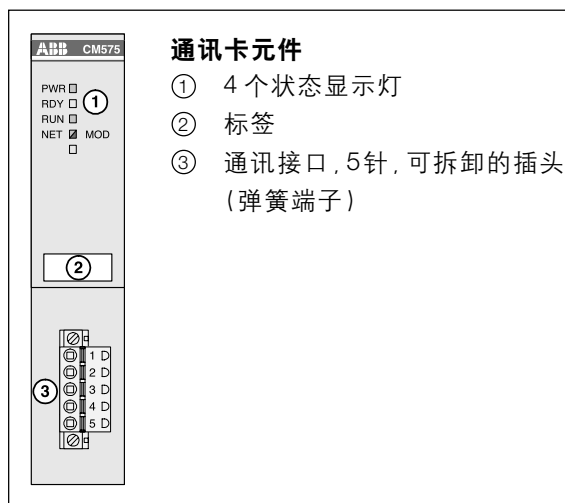 ABB CM575
PWR
RDY
RUN
NET MOD
①
②
③
1
2
3
4
5
通讯卡元件
① 4个状态显示灯
② 标签
③ 通讯接口,5针,可拆卸的插头
(弹簧端子)